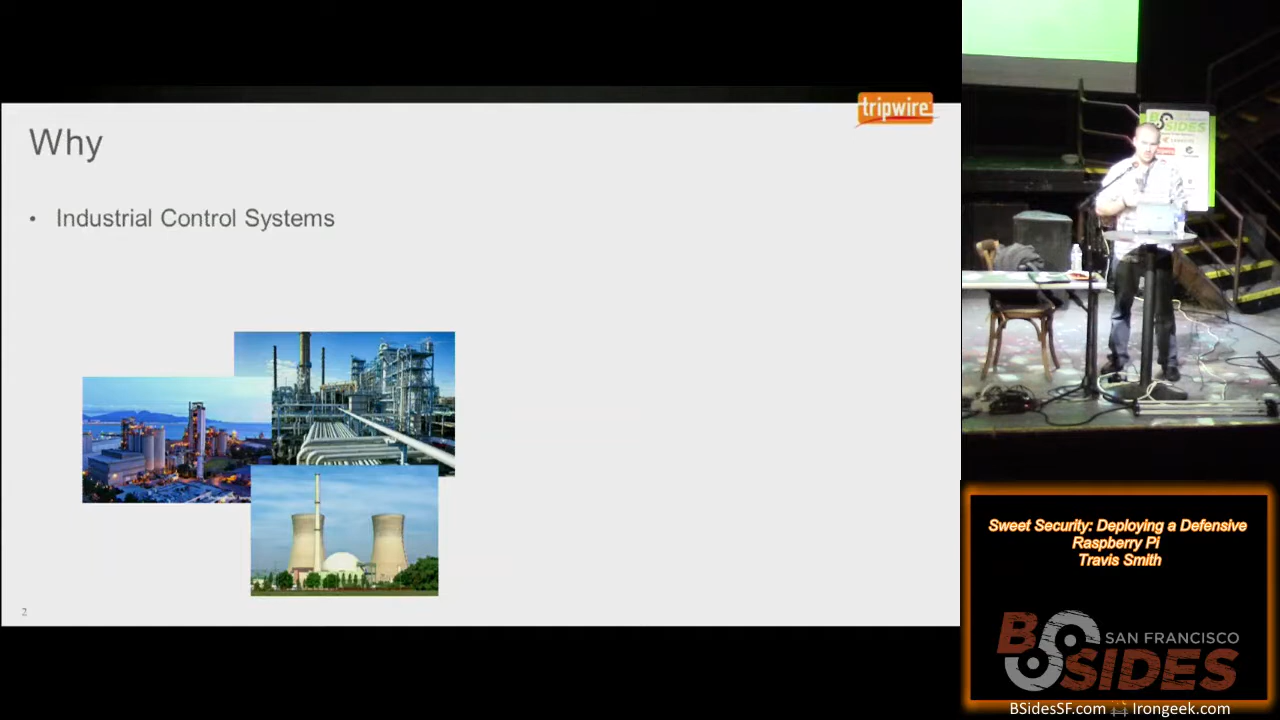 tripwire
Why
• Industrial Control Systems
2
BSIDES
Sweet Security: Deploying a Defensive
Raspberry Pi
Travis Smith
BSIDES
SAN FRANCISCO
BSidesSF.com Irongeek.com